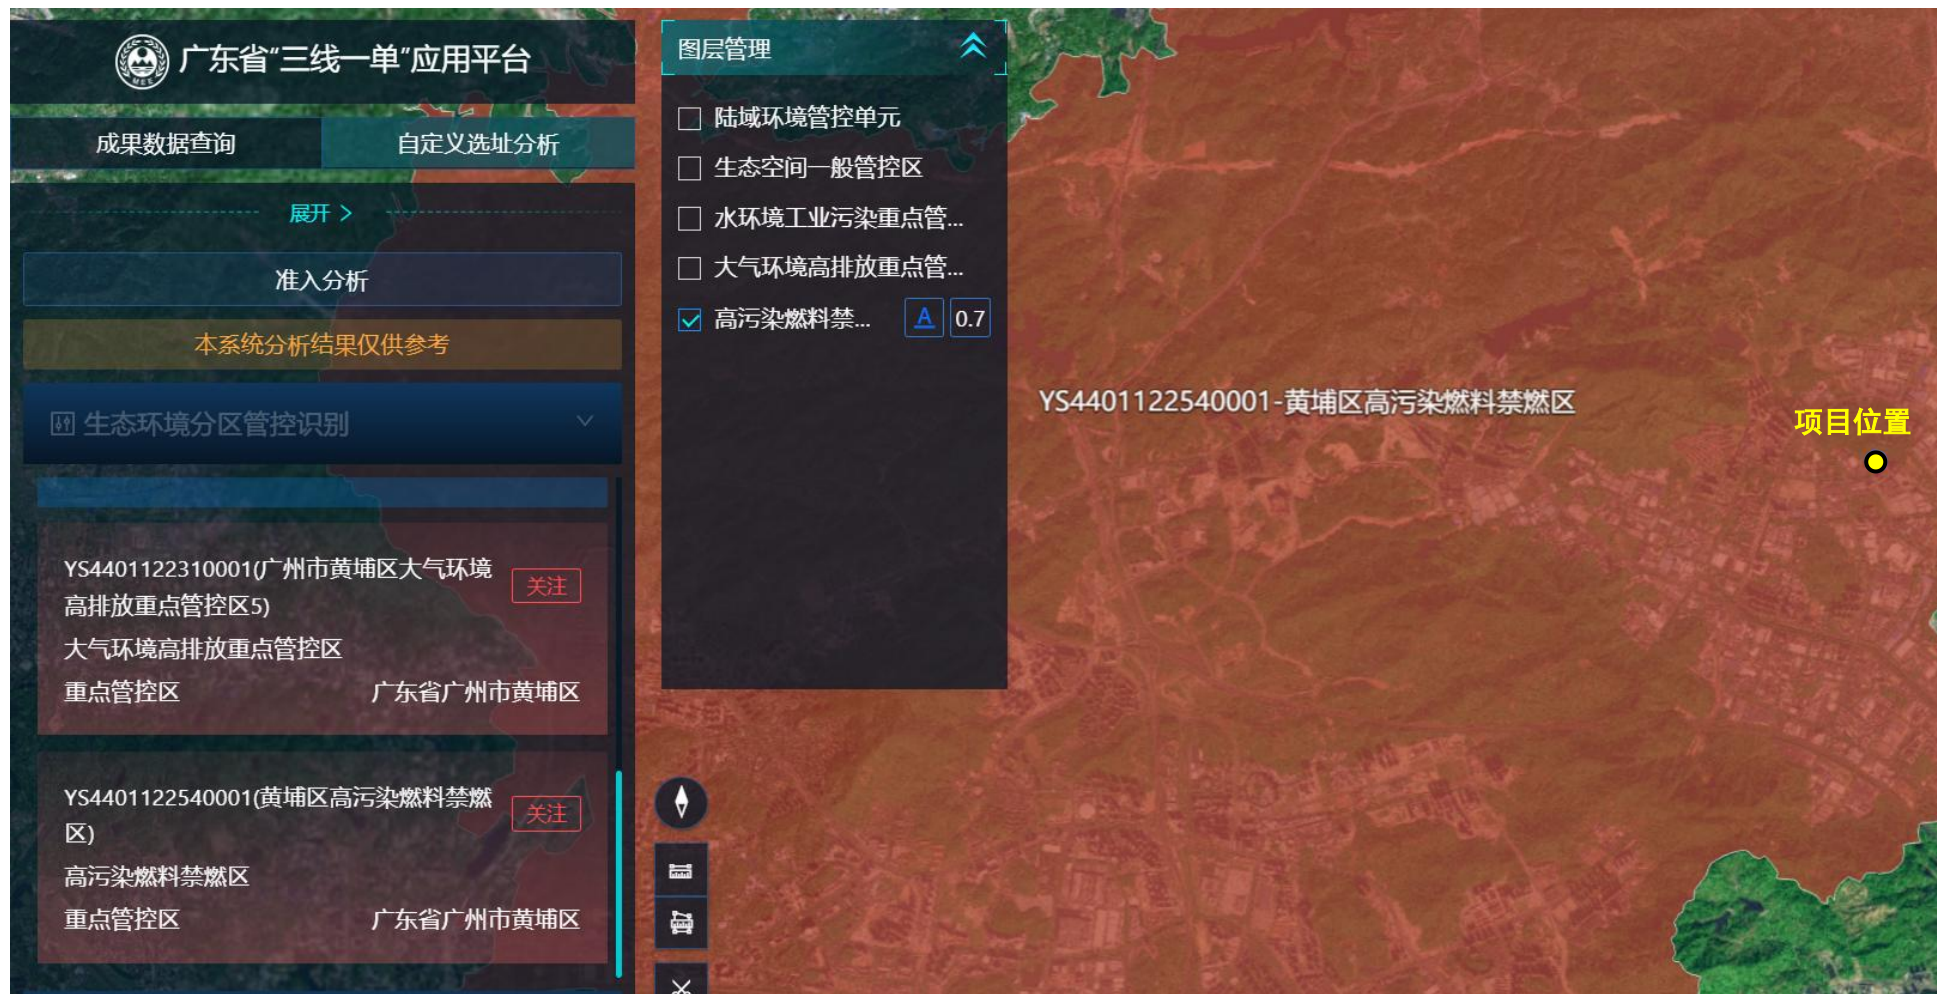 广东省“三线一单”应用平台
成果数据查询
自定义选址分析
展开 >
准入分析
本系统分析结果仅供参考
生态环境分区管控识别
YS4401122310001(广州市黄埔区大气环境
高排放重点管控区5)
关注
大气环境高排放重点管控区
重点管控区
广东省广州市黄埔区
YS4401122540001(黄埔区高污染燃料禁燃
区)
关注
高污染燃料禁燃区
重点管控区
广东省广州市黄埔区
图层管理
陆域环境管控单元
生态空间一般管控区
水环境工业污染重点管...
大气环境高排放重点管...
高污染燃料禁...
A
0.7
YS4401122540001-黄埔区高污染燃料禁燃区
项目位置